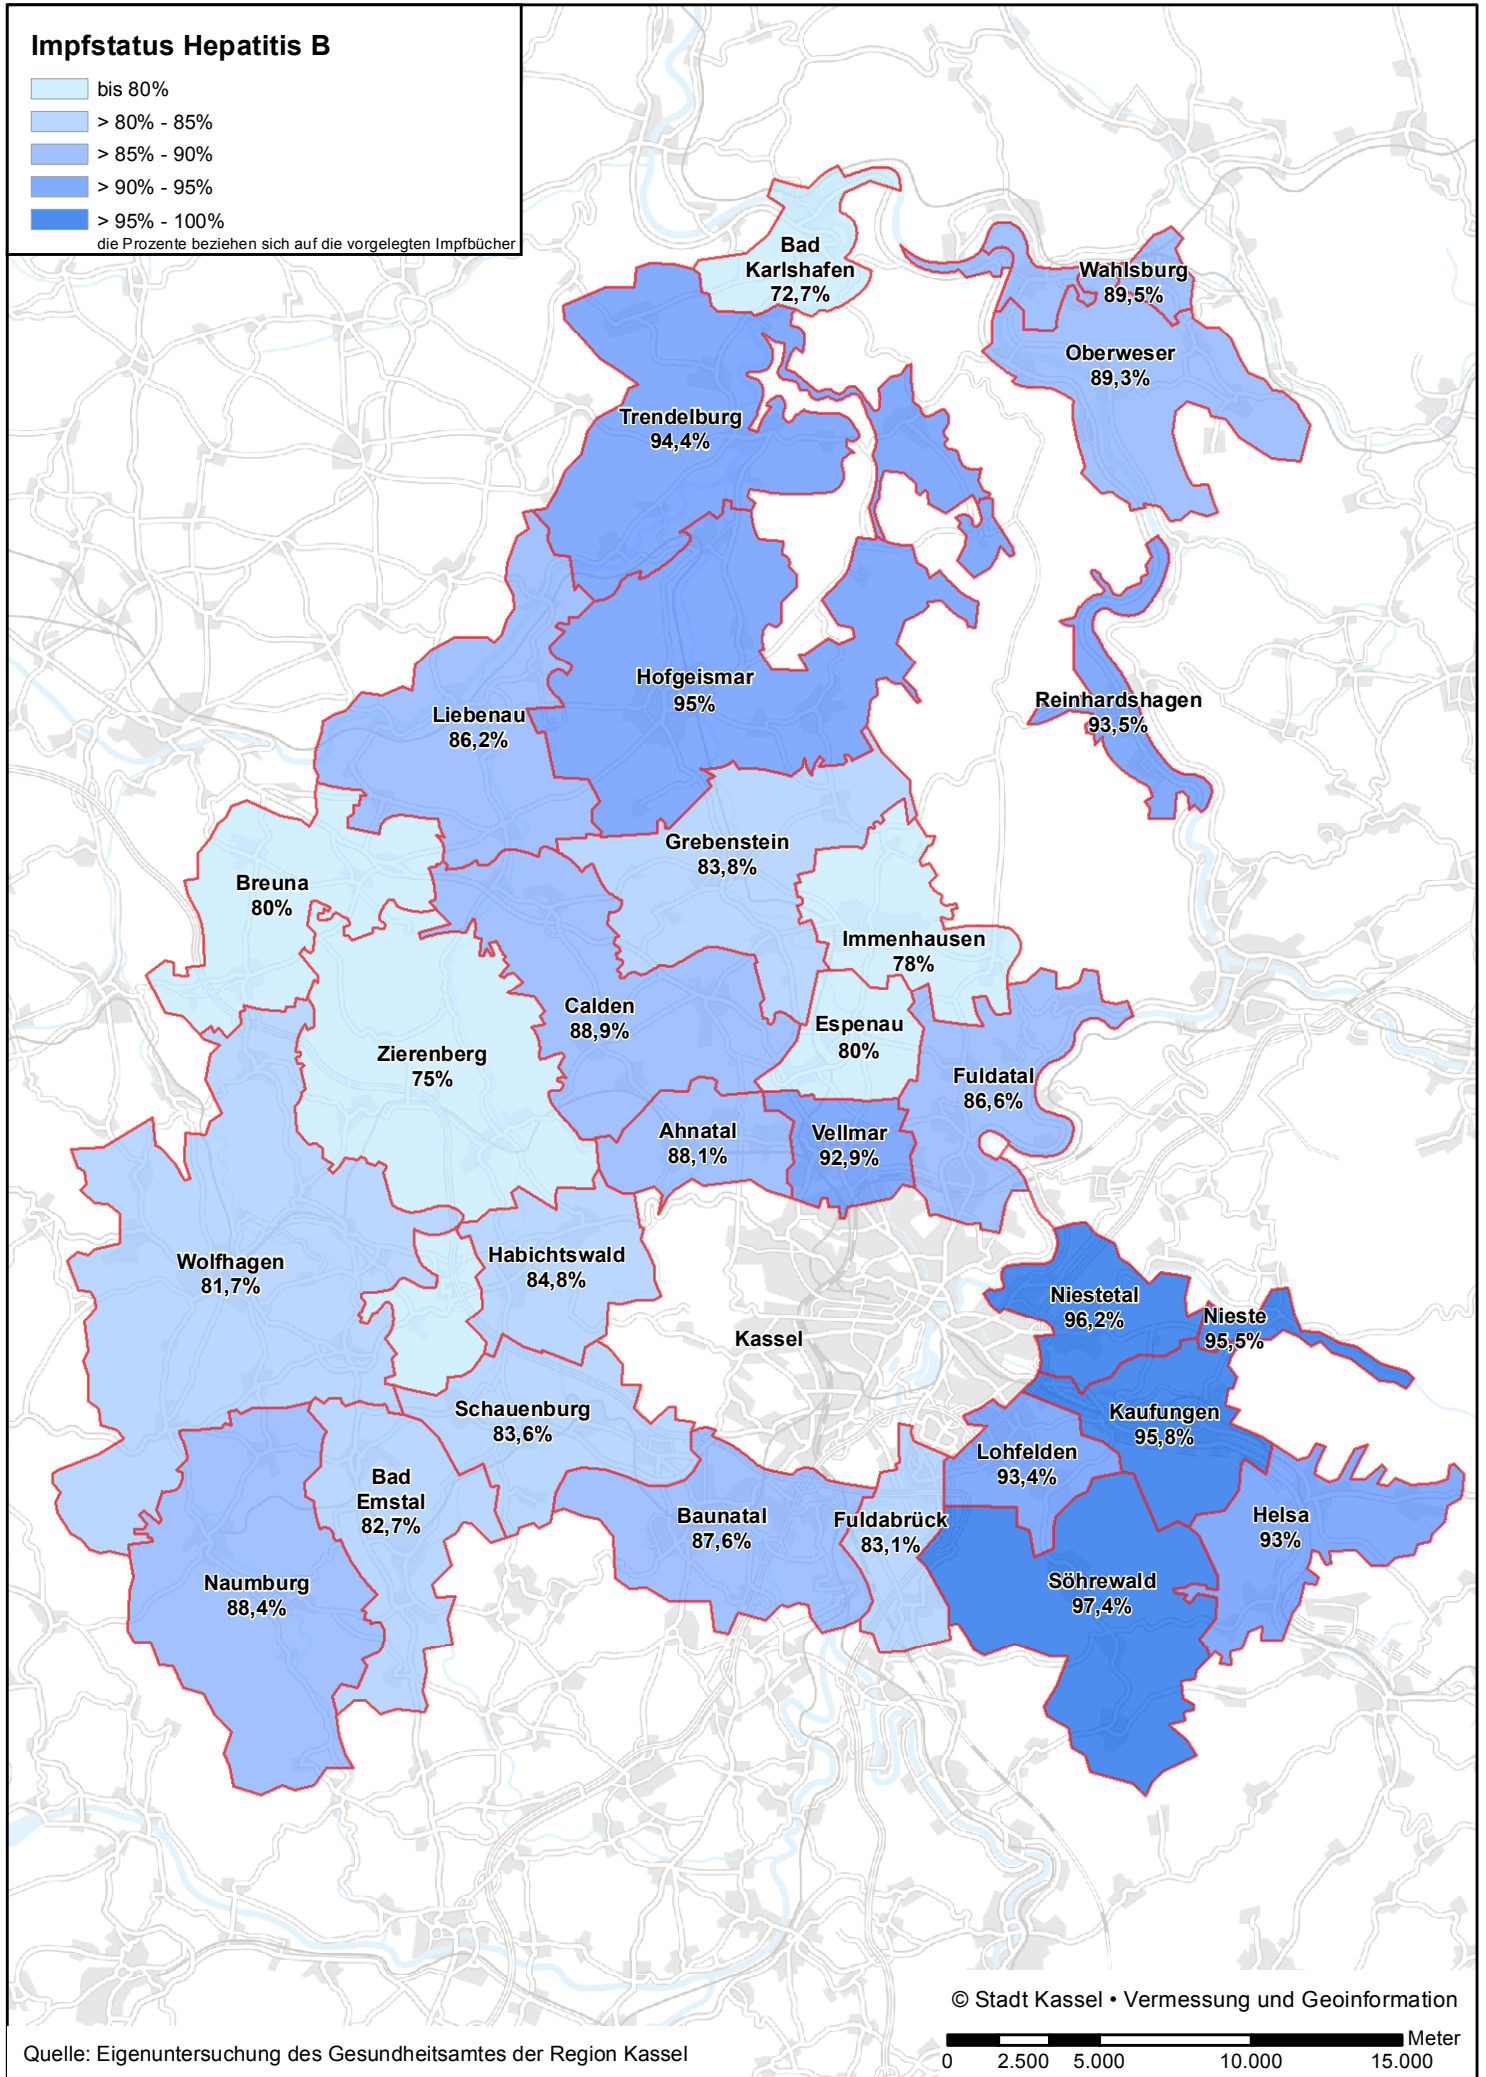 Impfstatus Hepatitis B
bis 80%
> 80% - 85%
> 85% - 90%
> 90% - 95%
> 95% - 100%
die Prozente beziehen sich auf die vorgelegten Impfbücher
Bad
Karlshafen
72,7%
Wahlsburg
89,5%
Oberweser
89,3%
Trendelburg
94,4%
Hofgeismar
95%
Reinhardshagen
93,5%
Liebenau
86,2%
Grebenstein
83,8%
Breuna
80%
Immenhausen
78%
Calden
88,9%
Espenau
80%
Zierenberg
75%
Fuldatal
86,6%
Ahnatal
88,1%
Vellmar
92,9%
Wolfhagen
81,7%
Habichtswald
84,8%
Niestetal
96,2%
Nieste
95,5%
Kassel
Schauenburg
83,6%
Kaufungen
95,8%
Lohfelden
93,4%
Bad
Emstal
82,7%
Baunatal
87,6%
Fuldabrück
83,1%
Helsa
93%
Naumburg
88,4%
Söhrewald
97,4%
© Stadt Kassel • Vermessung und Geoinformation
Meter
0 2.500 5.000 10.000 15.000
Quelle: Eigenuntersuchung des Gesundheitsamtes der Region Kassel